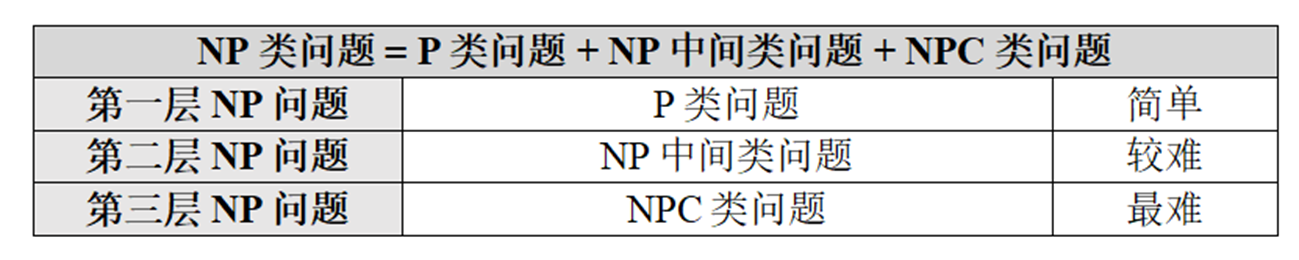 NP 类问题 = P 类问题 + NP 中间类问题 + NPC 类问题
第一层 NP 问题 P 类问题 简单
第二层 NP 问题 NP 中间类问题 较难
第三层 NP 问题 NPC 类问题 最难